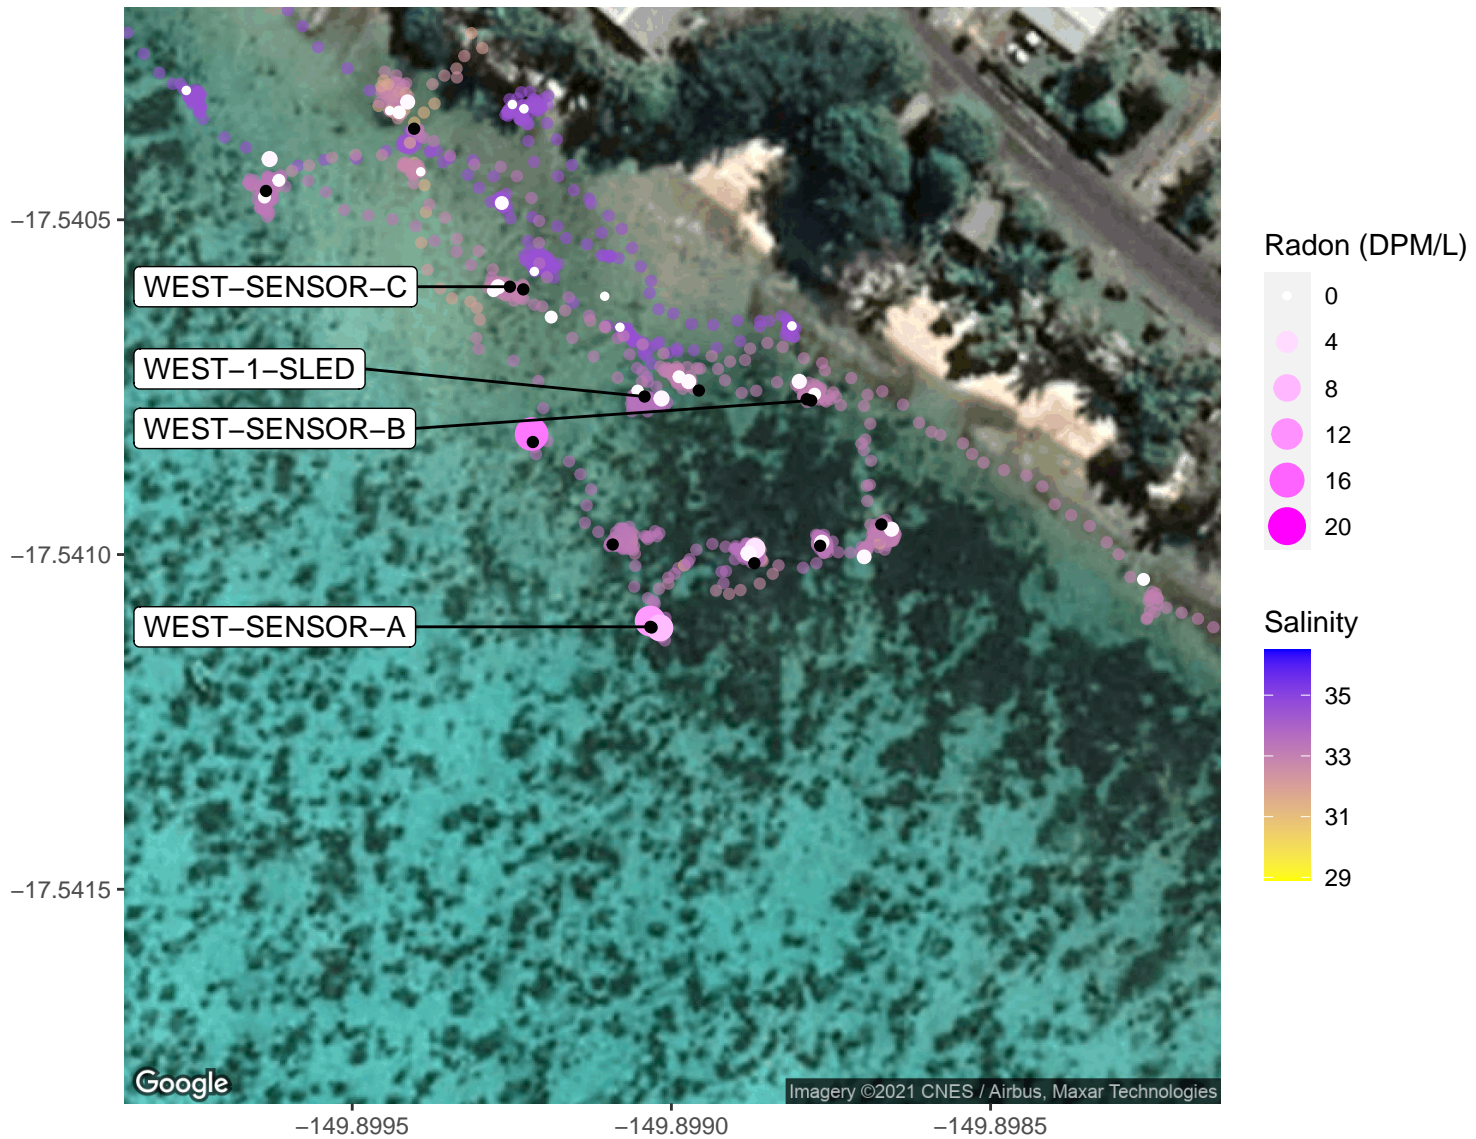 Radon (DPM/L)
0
4
8
12
16
20
Salinity
35
33
31
29
−17.5405
−17.5410
−17.5415
WEST−SENSOR−C
WEST−1−SLED
WEST−SENSOR−B
WEST−SENSOR−A
Google
Imagery ©2021 CNES / Airbus, Maxar Technologies
−149.8995
−149.8990
−149.8985